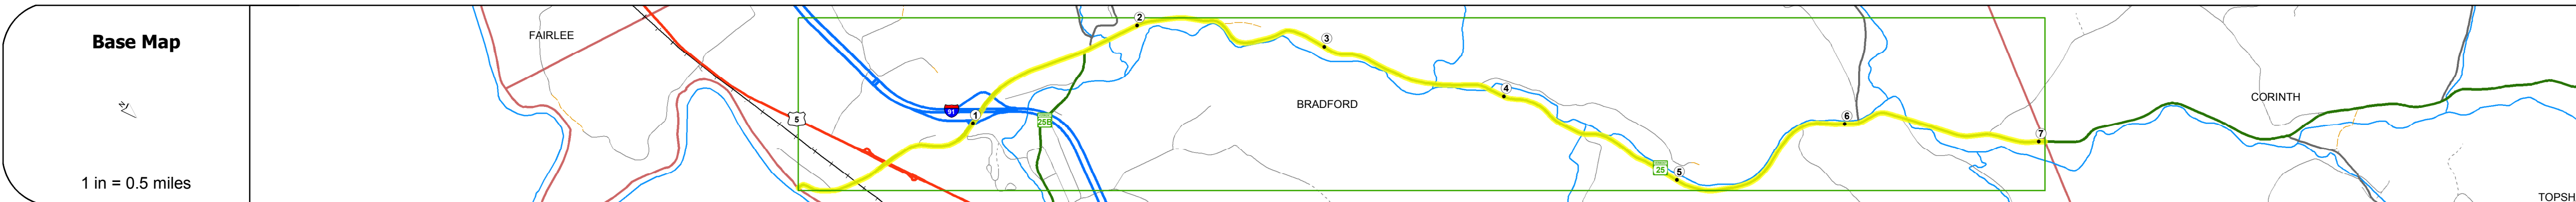 Base Map
N
1 in = 0.5 miles
FAIRLEE
5
91
1
25B
2
3
BRADFORD
4
25
5
6
7
CORINTH
TOPSH